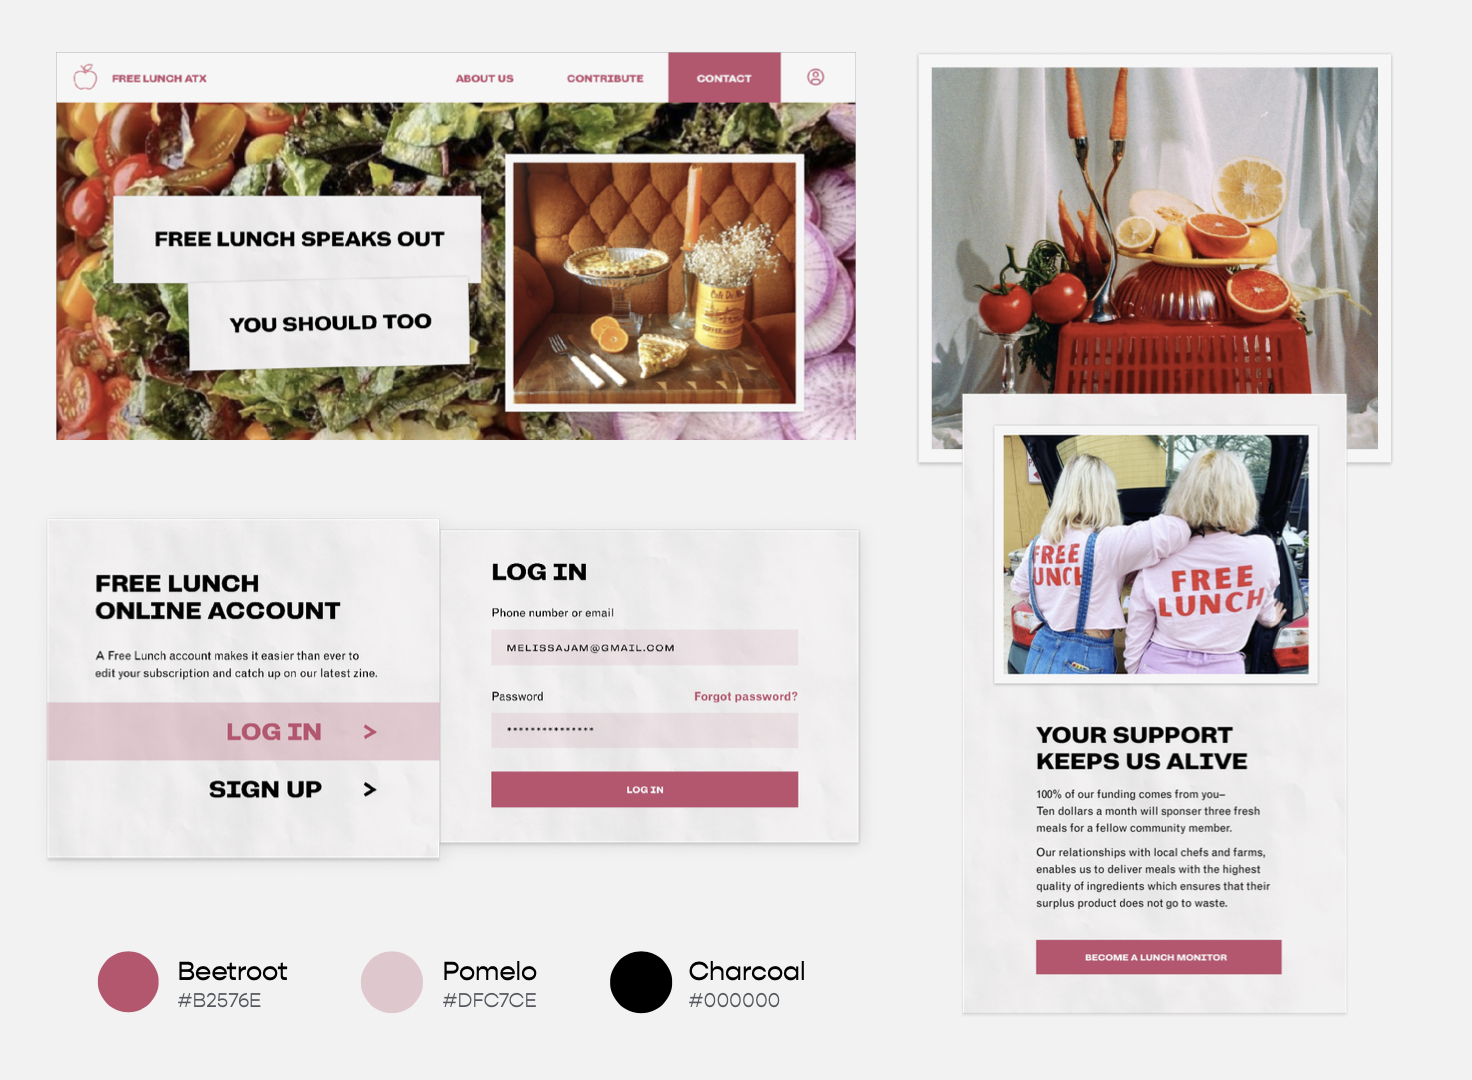 FREE LUNCH ATX
ABOUT US
CONTRIBUTE
CONTACT
FREE LUNCH SPEAKS OUT
YOU SHOULD TOO
FREE LUNCH
ONLINE ACCOUNT
A Free Lunch account makes it easier than ever to
edit your subscription and catch up on our latest zine.
LOG IN >
SIGN UP >
LOG IN
Phone number or email
MELISSAJAM@GMAIL.COM
Password
Forgot password?
LOG IN
Beetroot
#B2576E
Pomelo
#DFC7CE
Charcoal
#000000
FREE
LUNCH
FREE
LUNCH
YOUR SUPPORT
KEEPS US ALIVE
100% of our funding comes from you–
Ten dollars a month will sponser three fresh
meals for a fellow community member.
Our relationships with local chefs and farms,
enables us to deliver meals with the highest
quality of ingredients which ensures that their
surplus product does not go to waste.
BECOME A LUNCH MONITOR